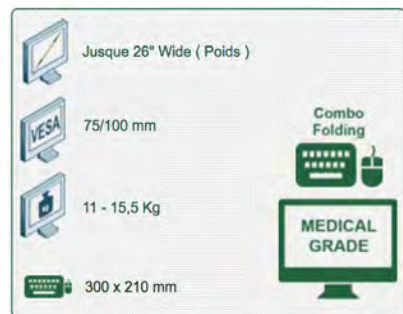 Jusque 26" Wide ( Poids )
VESA
75/100 mm
11 - 15,5 Kg
300 x 210 mm
Combo
Folding
MEDICAL
GRADE